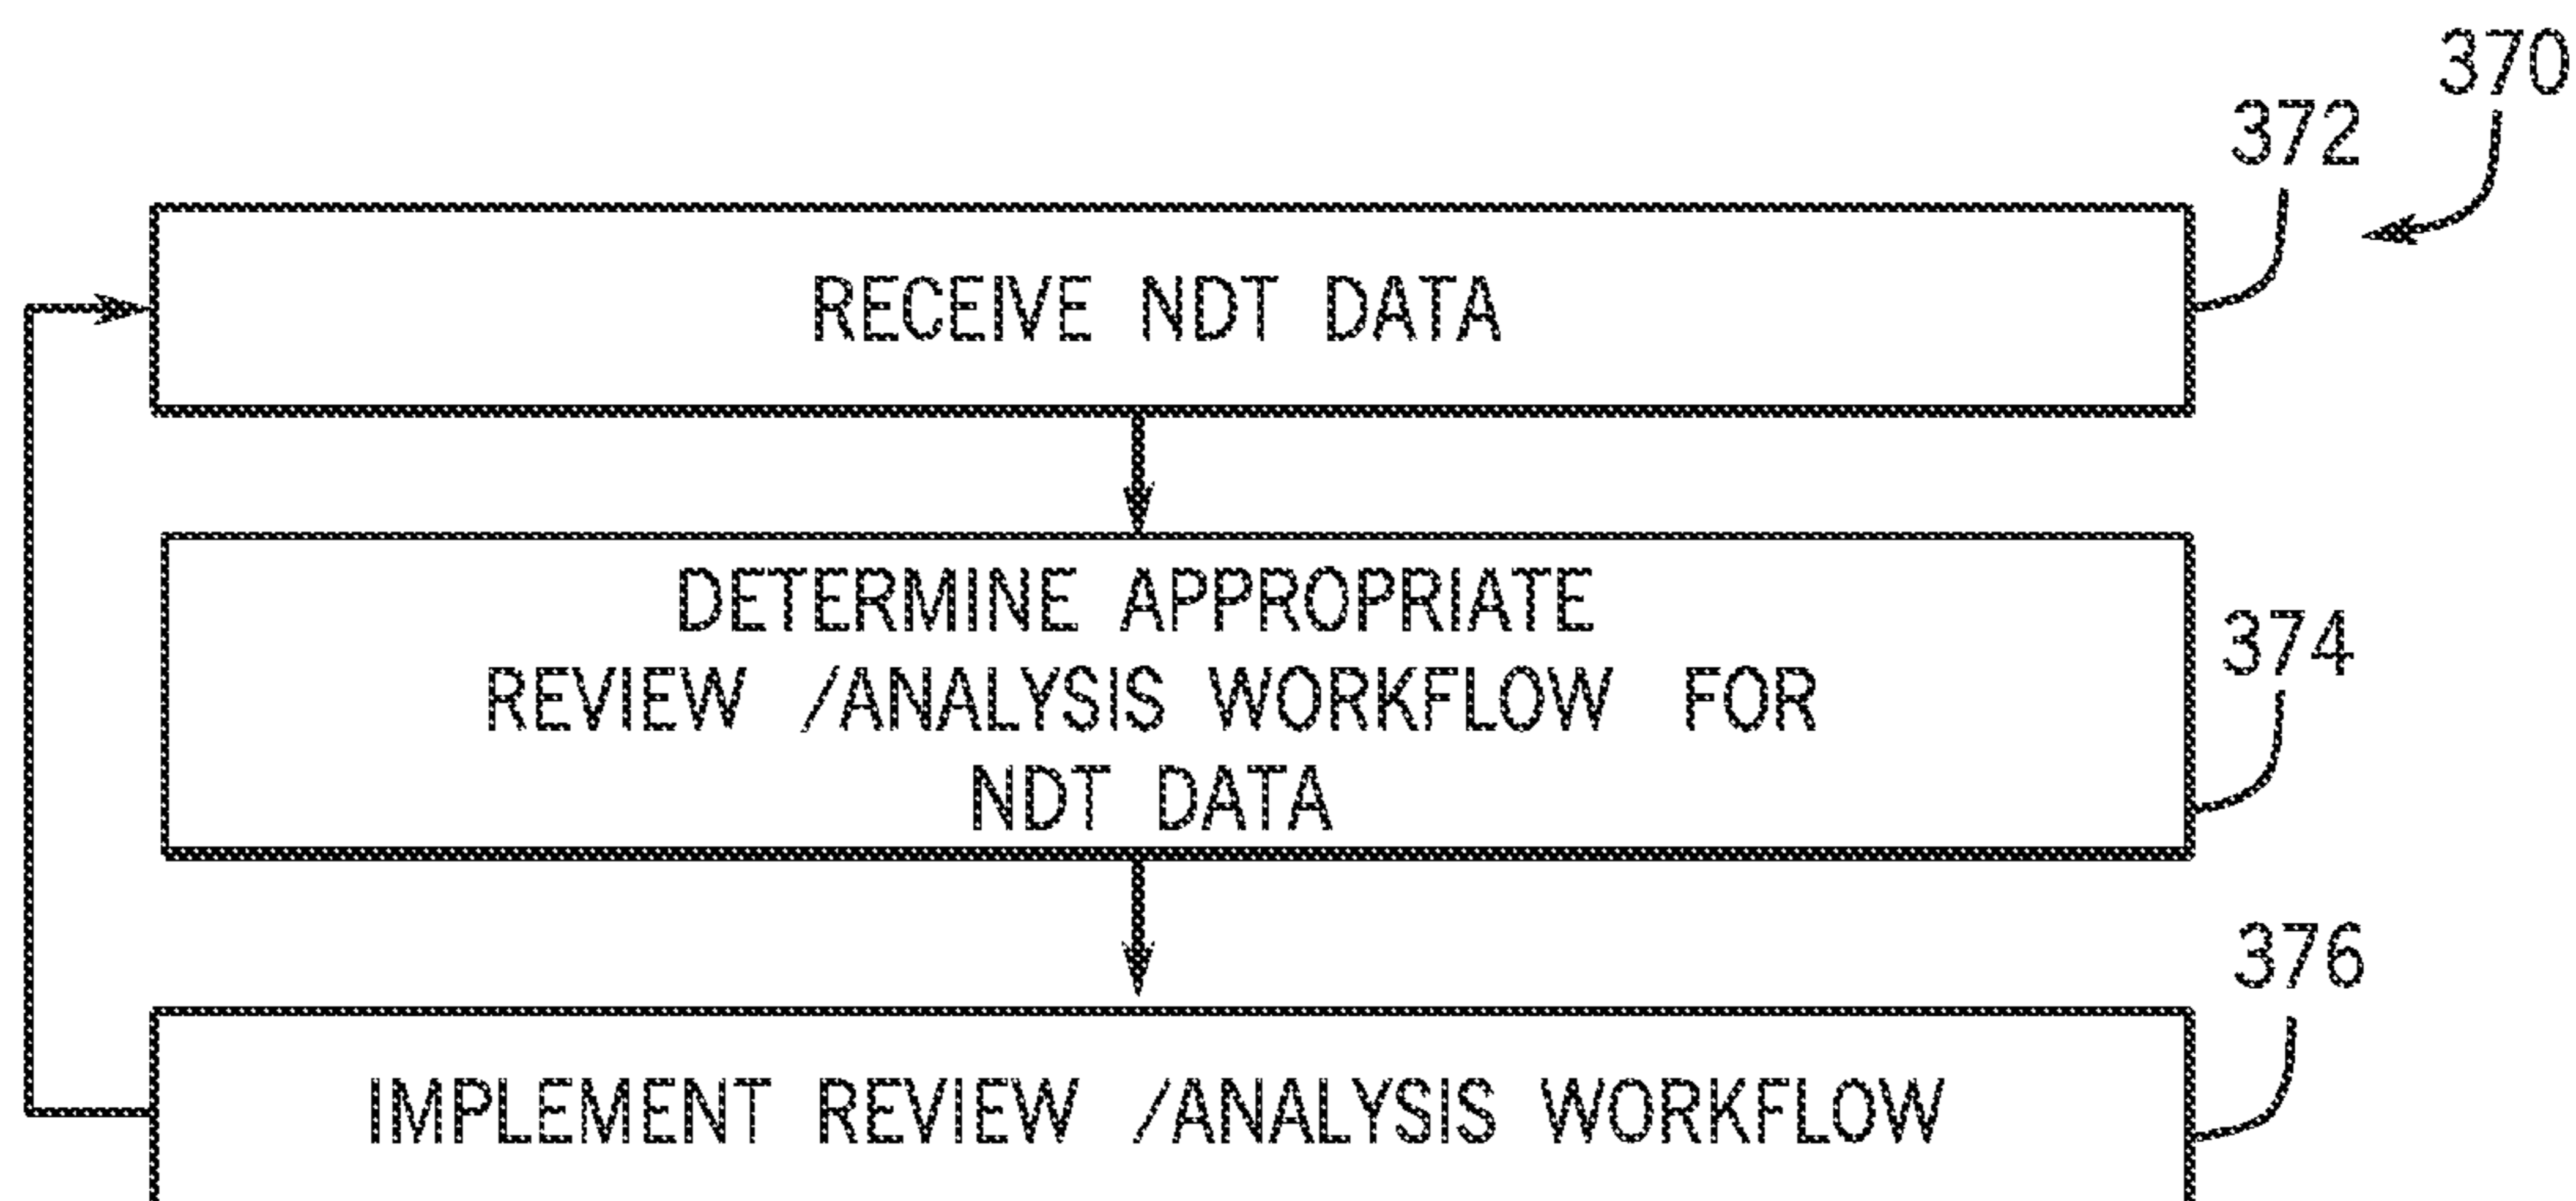 370
372
RECEIVE NDT DATA
DETERMINE APPROPRIATE
REVIEW /ANALYSIS WORKFLOW FOR
NDT DATA
374
376
IMPLEMENT REVIEW /ANALYSIS WORKFLOW